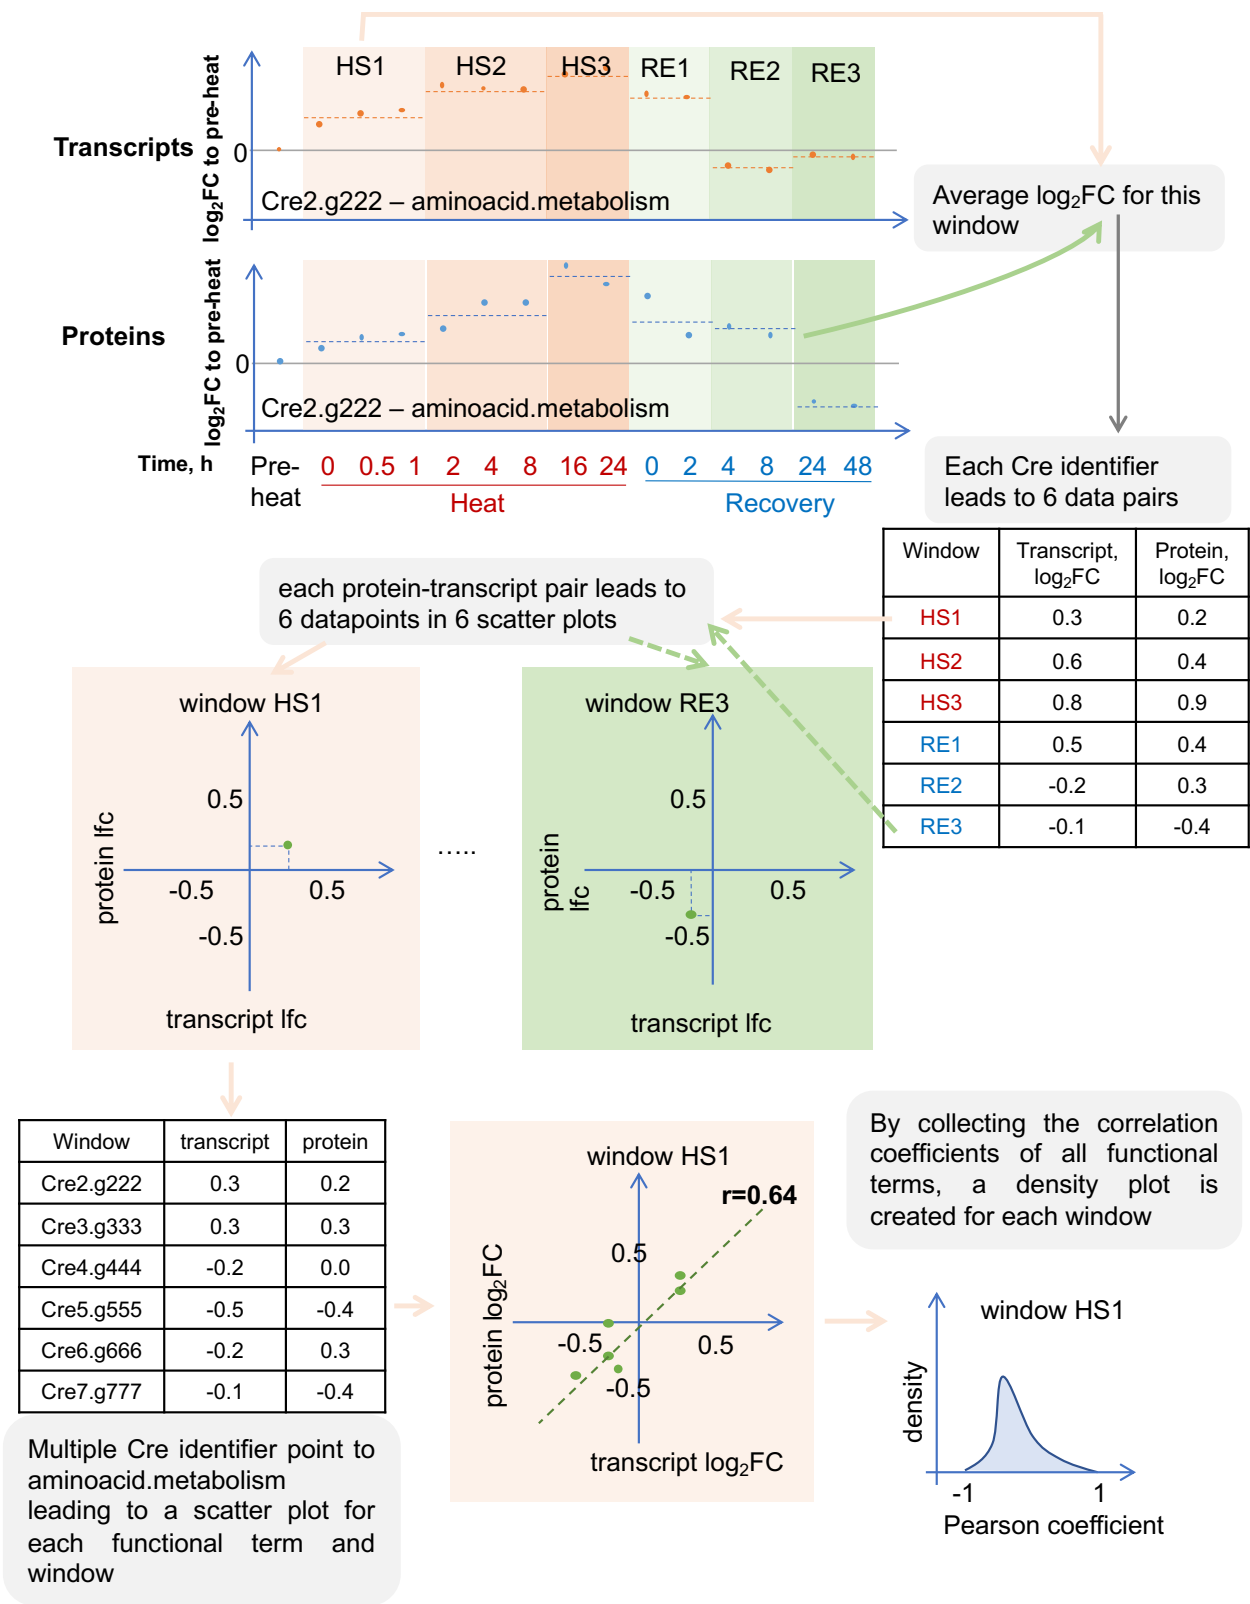 HS1 HS2 HS3 RE1 RE2 RE3
log2FC to pre-heat
Transcripts
0
Cre2.g222 – aminoacid.metabolism
Average log2FC for this
window
log2FC to pre-heat
Proteins
0
Cre2.g222 – aminoacid.metabolism
Time, h
Pre-
heat
0 0.5 1 2 4 8 16 24
Heat
0 2 4 8 24 48
Recovery
Each Cre identifier
leads to 6 data pairs
Window Transcript, log2FC Protein, log2FC
HS1 0.3 0.2
HS2 0.6 0.4
HS3 0.8 0.9
RE1 0.5 0.4
RE2 -0.2 0.3
RE3 -0.1 -0.4
each protein-transcript pair leads to
6 datapoints in 6 scatter plots
window HS1
0.5
protein lfc
-0.5 0.5
-0.5
transcript lfc
.....
window RE3
0.5
protein
lfc
-0.5 0.5
-0.5
transcript lfc
Window transcript protein
Cre2.g222 0.3 0.2
Cre3.g333 0.3 0.3
Cre4.g444 -0.2 0.0
Cre5.g555 -0.5 -0.4
Cre6.g666 -0.2 0.3
Cre7.g777 -0.1 -0.4
Multiple Cre identifier point to
aminoacid.metabolism
leading to a scatter plot for
each functional term and
window
window HS1
r=0.64
0.5
protein log2FC
-0.5 0.5
-0.5
transcript log2FC
By collecting the correlation
coefficients of all functional
terms, a density plot is
created for each window
window HS1
density
-1 1
Pearson coefficient